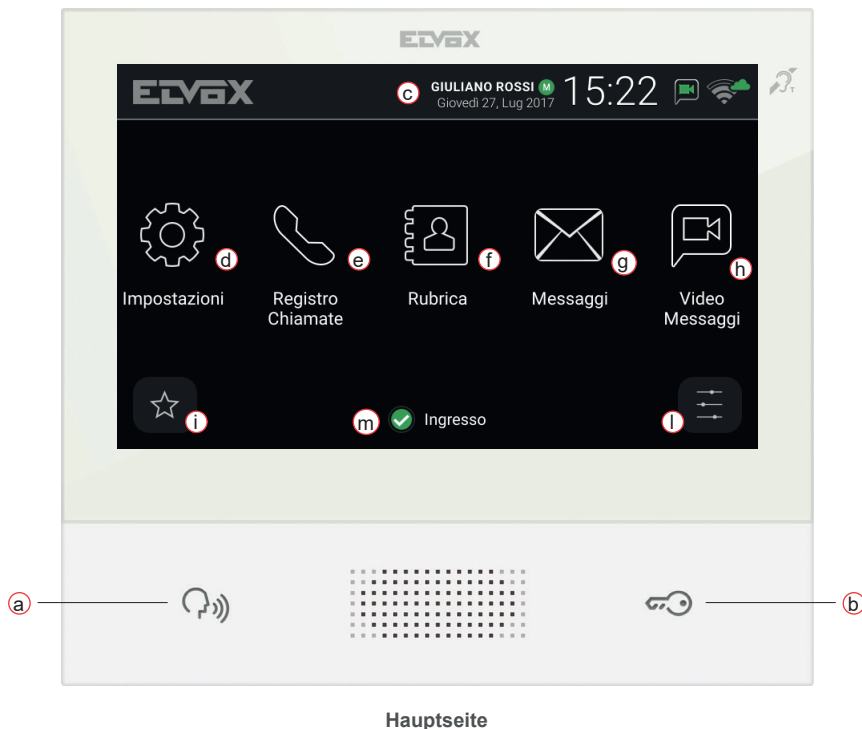 ELVOX
ELVOX
c GIULIANO ROSSI M 15:22
Giovedì 27, Lug 2017
T
d e f g h
Impostazioni Registro Chiamate Rubrica Messaggi Video Messaggi
i m Ingresso l
a b
Hauptseite